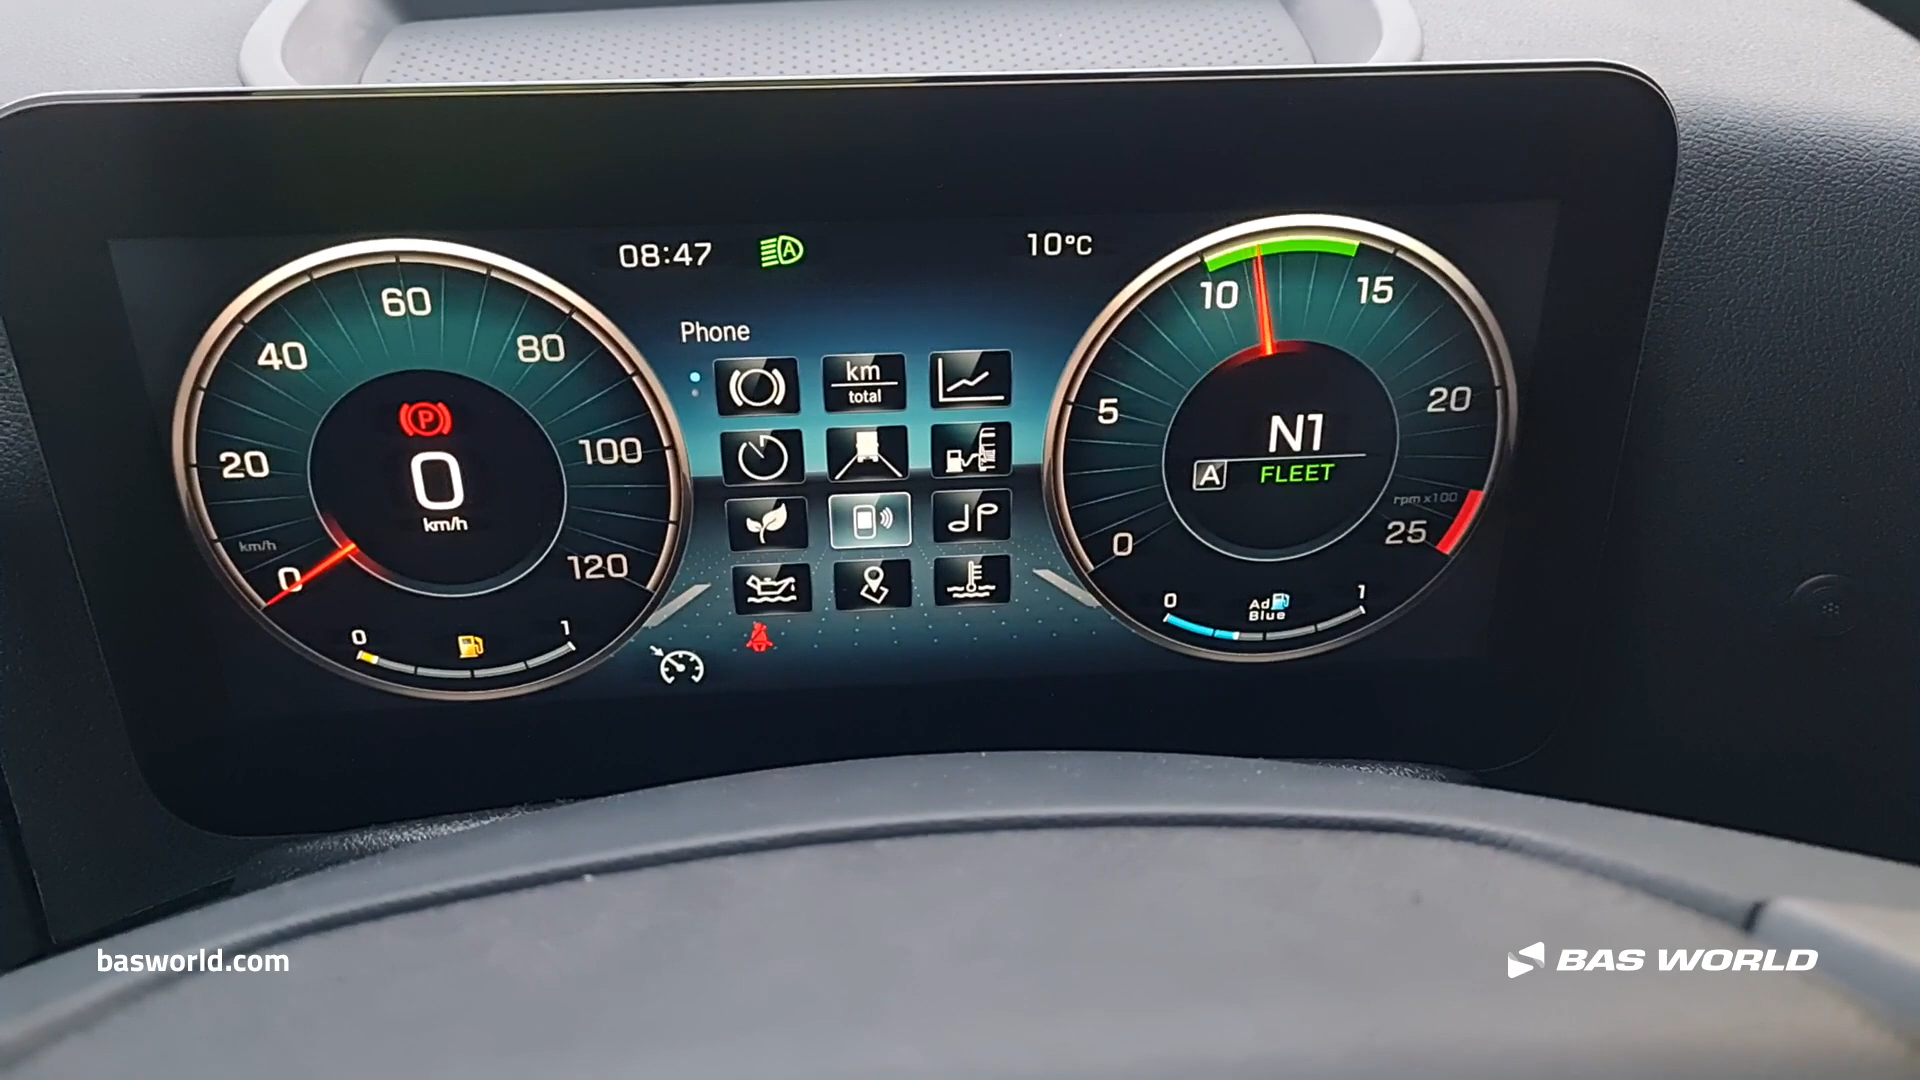 08:47
10°C
Phone
km
total
20
40
60
80
100
120
0
km/h
P
0
km/h
0
1
0
5
10
15
20
25
rpm x100
N1
A
FLEET
0
Ad
Blue
1
A
basworld.com
BAS WORLD